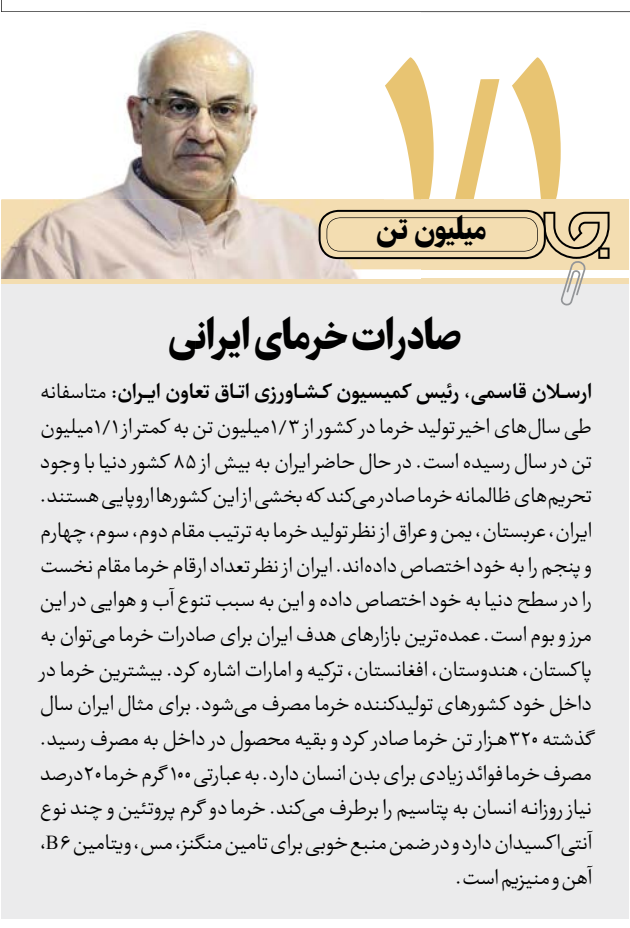 ۱/۱
میلیون تن
صادرات خرمای ایرانی
ارسلان قاسمی، رئیس کمیسیون کشاورزی اتاق تعاون ایران: متاسفانه
طی سال‌های اخیر تولید خرما در کشور از ۱/۳میلیون تن به کمتر از ۱/۱میلیون
تن در سال رسیده است. در حال حاضر ایران به بیش از ۸۵ کشور دنیا با وجود
تحریم‌های ظالمانه خرما صادر می‌کند که بخشی از این کشورها اروپایی هستند.
ایران، عربستان، یمن و عراق از نظر تولید خرما به ترتیب مقام دوم، سوم، چهارم
و پنجم را به خود اختصاص داده‌اند. ایران از نظر تعداد ارقام خرما مقام نخست
را در سطح دنیا به خود اختصاص داده و این به سبب تنوع آب و هوایی در این
مرز و بوم است. عمده‌ترین بازارهای هدف ایران برای صادرات خرما می‌توان به
پاکستان، هندوستان، افغانستان، ترکیه و امارات اشاره کرد. بیشترین خرما در
داخل خود کشورهای تولیدکننده خرما مصرف می‌شود. برای مثال ایران سال
گذشته ۳۲۰هزار تن خرما صادر کرد و بقیه محصول در داخل به مصرف رسید.
مصرف خرما فوائد زیادی برای بدن انسان دارد. به عبارتی ۱۰۰ گرم خرما ۲۰درصد
نیاز روزانه انسان به پتاسیم را برطرف می‌کند. خرما دو گرم پروتئین و چند نوع
آنتی‌اکسیدان دارد و در ضمن منبع خوبی برای تامین منگنز، مس، ویتامین B۶،
آهن و منیزیم است.